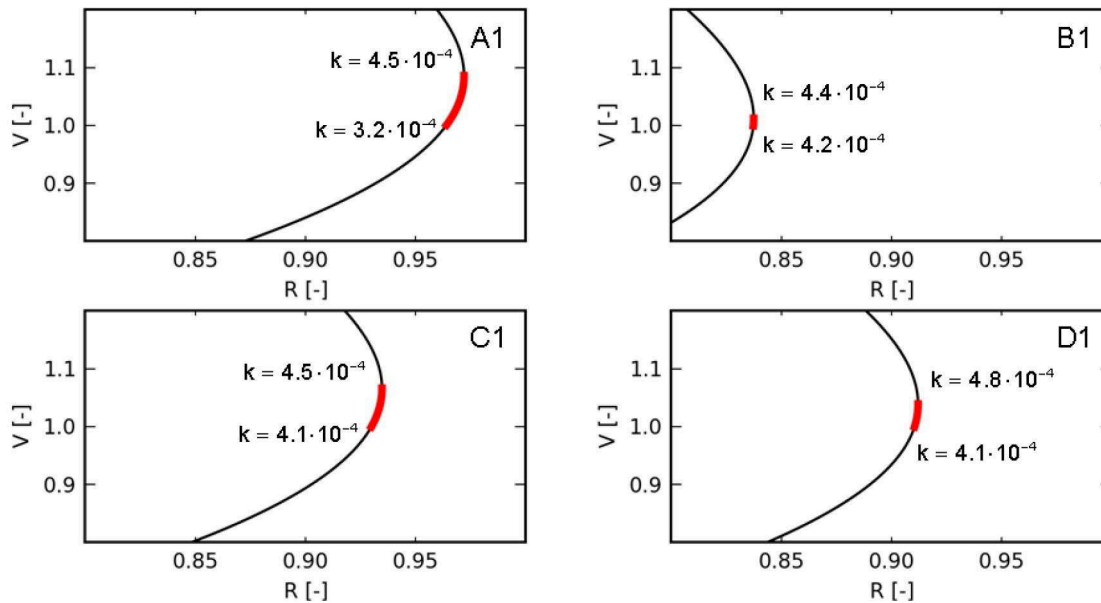 A1
k = 4.5·10⁻⁴
k = 3.2·10⁻⁴
1.1
1.0
0.9
V [-]
0.85 0.90 0.95
R [-]
B1
k = 4.4·10⁻⁴
k = 4.2·10⁻⁴
1.1
1.0
0.9
V [-]
0.85 0.90 0.95
R [-]
C1
k = 4.5·10⁻⁴
k = 4.1·10⁻⁴
1.1
1.0
0.9
V [-]
0.85 0.90 0.95
R [-]
D1
k = 4.8·10⁻⁴
k = 4.1·10⁻⁴
1.1
1.0
0.9
V [-]
0.85 0.90 0.95
R [-]